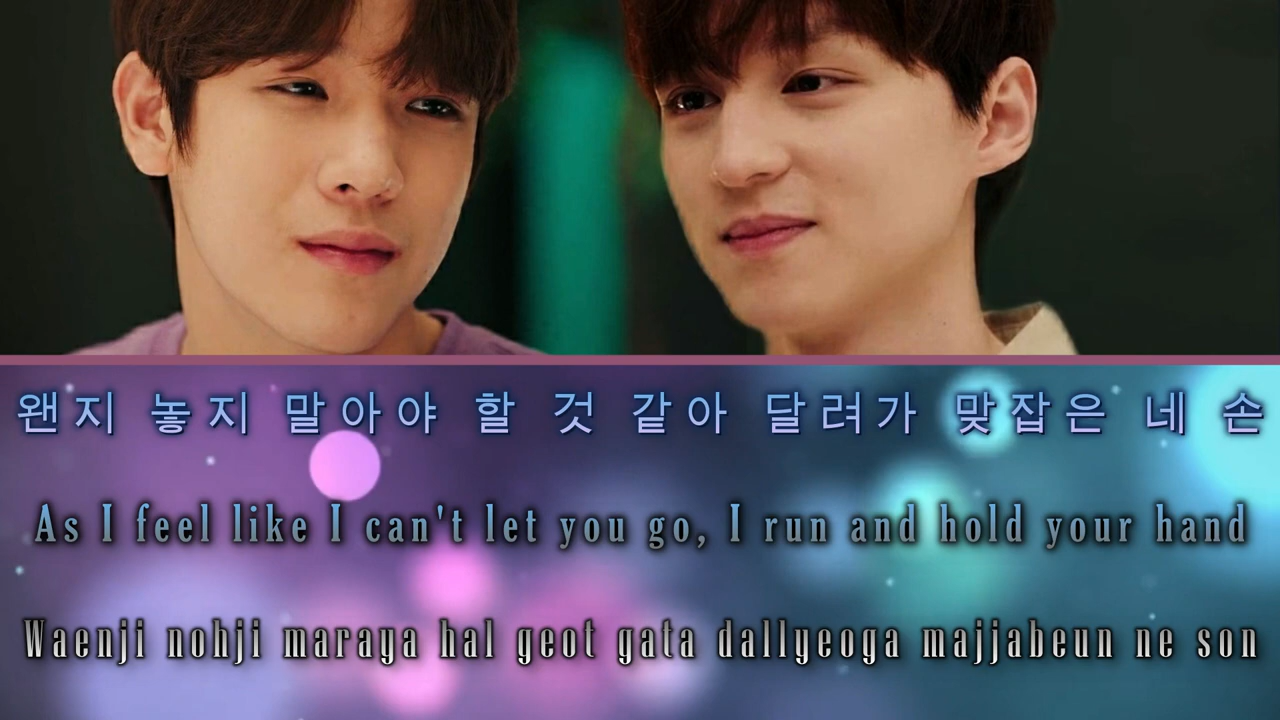 왠지 놓지 말아야 할 것 같아 달려가 맞잡은 네 손
As I feel like I can't let you go, I run and hold your hand
Waenji nohji maraya hal geot gata dallyeoga majjabeun ne son